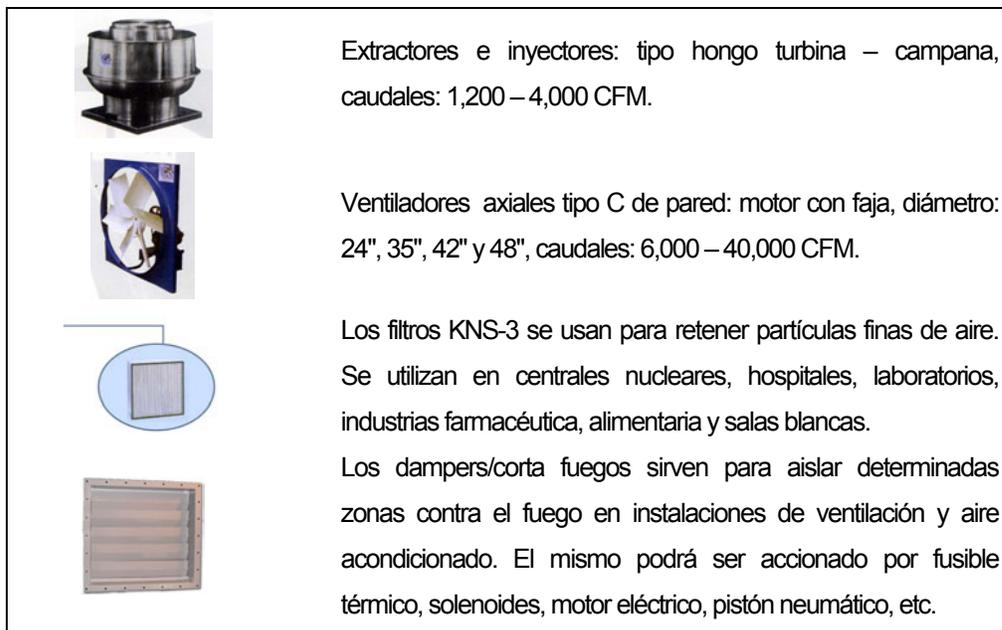 Extractores e inyectores: tipo hongo turbina – campana,
caudales: 1,200 – 4,000 CFM.
Ventiladores axiales tipo C de pared: motor con faja, diámetro:
24", 35", 42" y 48", caudales: 6,000 – 40,000 CFM.
Los filtros KNS-3 se usan para retener partículas finas de aire.
Se utilizan en centrales nucleares, hospitales, laboratorios,
industrias farmacéutica, alimentaria y salas blancas.
Los dampers/corta fuegos sirven para aislar determinadas
zonas contra el fuego en instalaciones de ventilación y aire
acondicionado. El mismo podrá ser accionado por fusible
térmico, solenoides, motor eléctrico, pistón neumático, etc.